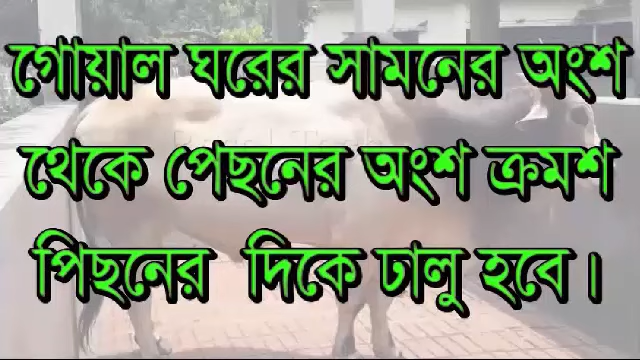 গোয়াল ঘরের সামনের অংশ
থেকে পেছনের অংশ ক্রমশ
পিছনের দিকে ঢালু হবে।